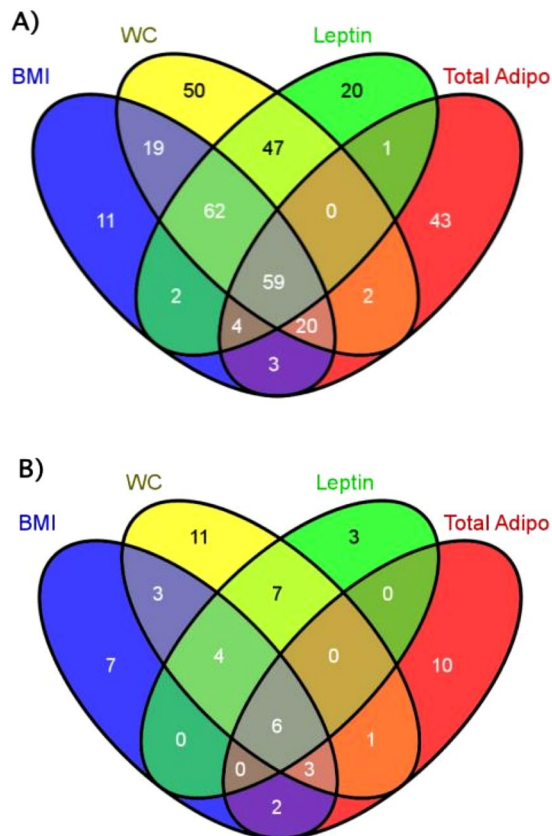 A)
WC Leptin
BMI Total Adipo
50 20
19 47 1
11 62 0 43
59
2 2
4 20
3
B)
WC Leptin
BMI Total Adipo
11 3
3 7 0
7 4 0 10
6
0 1
0 3
2